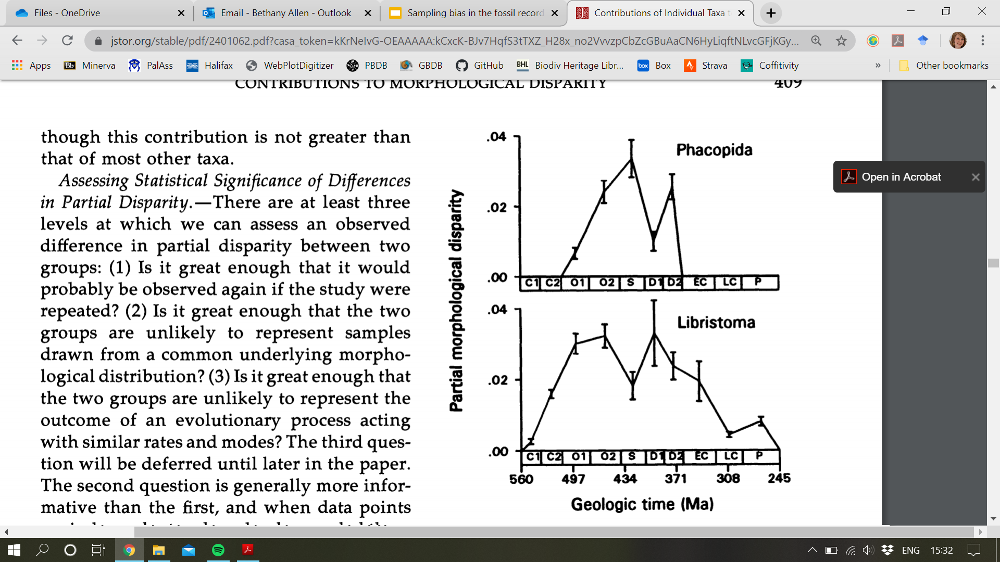 Files - OneDrive
Email - Bethany Allen - Outlook
Sampling bias in the fossil record
Contributions of Individual Taxa t
jstor.org/stable/pdf/2401062.pdf?casa_token=kKrNeIvG-OEAAAAA:kCxcK-BJv7HqfS3tTXZ_H28x_no2VvvzpCbZcGBuAaCN6HyLiqftNLvcGFjKGy...
Apps
Bb Minerva
PalAss
HALIFAX Halifax
WebPlotDigitizer
PBDB
GBDB
GitHub
BHL Biodiv Heritage Libr...
box Box
Strava
Coffitivity
»
Other bookmarks
CONTRIBUTIONS TO MORPHOLOGICAL DISPARITY 409
though this contribution is not greater than
that of most other taxa.
Assessing Statistical Significance of Differences
in Partial Disparity.—There are at least three
levels at which we can assess an observed
difference in partial disparity between two
groups: (1) Is it great enough that it would
probably be observed again if the study were
repeated? (2) Is it great enough that the two
groups are unlikely to represent samples
drawn from a common underlying morpho-
logical distribution? (3) Is it great enough that
the two groups are unlikely to represent the
outcome of an evolutionary process acting
with similar rates and modes? The third ques-
tion will be deferred until later in the paper.
The second question is generally more infor-
mative than the first, and when data points
Partial morphological disparity
.04
Phacopida
.02
.00
C1 C2 O1 O2 S D1 D2 EC LC P
.04
Libristoma
.02
.00
C1 C2 O1 O2 S D1 D2 EC LC P
560 497 434 371 308 245
Geologic time (Ma)
Open in Acrobat
ENG 15:32